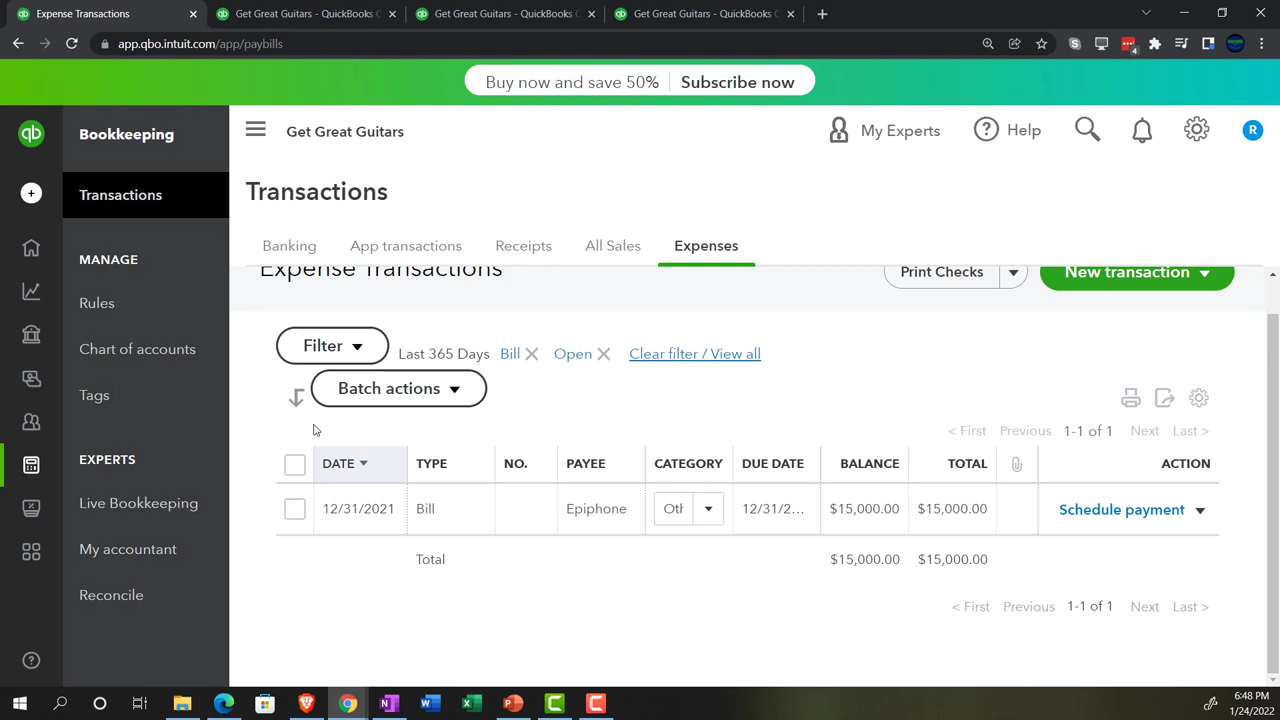 Expense Transactions
Get Great Guitars - QuickBooks O
Get Great Guitars - QuickBooks O
Get Great Guitars - QuickBooks O
app.qbo.intuit.com/app/paybills
4
Buy now and save 50%
Subscribe now
qb
Bookkeeping
Get Great Guitars
My Experts
Help
R
Transactions
Transactions
Banking
App transactions
Receipts
All Sales
Expenses
MANAGE
Rules
Chart of accounts
Tags
EXPERTS
Live Bookkeeping
My accountant
Reconcile
Expense Transactions
Print Checks
New transaction
Filter
Last 365 Days
Bill
Open
Clear filter / View all
Batch actions
< First Previous 1-1 of 1 Next Last >
DATE TYPE NO. PAYEE CATEGORY DUE DATE BALANCE TOTAL ACTION
12/31/2021 Bill Epiphone Oth 12/31/2... $15,000.00 $15,000.00 Schedule payment
Total $15,000.00 $15,000.00
< First Previous 1-1 of 1 Next Last >
6:48 PM
1/24/2022